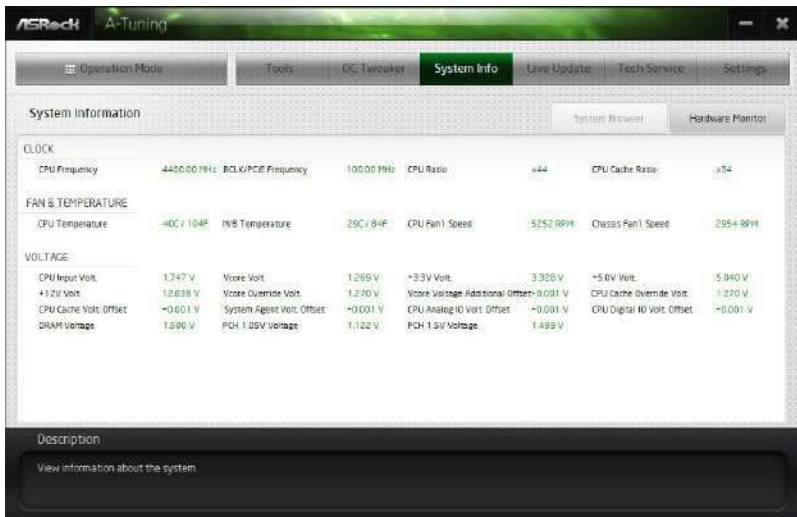 ASRock A-Tuning
Operation Mode Tools OC Tweaker System Info Live Update Tech Service Settings
System Information System Browser Hardware Monitor
CLOCK
CPU Frequency 4400.00 MHz BCLK/PCIE Frequency 100.00 MHz CPU Ratio x44 CPU Cache Ratio x34
FAN & TEMPERATURE
CPU Temperature 40C / 104F M/B Temperature 29C / 84F CPU Fan1 Speed 5252 RPM Chassis Fan1 Speed 2954 RPM
VOLTAGE
CPU Input Volt. 1.747 V Vcore Volt. 1.269 V +3.3V Volt. 3.328 V +5.0V Volt. 5.040 V
+12V Volt. 12.038 V Vcore Override Volt. 1.270 V Vcore Voltage Additional Offset +0.001 V CPU Cache Override Volt. 1.270 V
CPU Cache Volt. Offset +0.001 V System Agent Volt. Offset +0.001 V CPU Analog IO Volt. Offset +0.001 V CPU Digital IO Volt. Offset +0.001 V
DRAM Voltage 1.580 V PCH 1.05V Voltage 1.122 V PCH 1.5V Voltage 1.499 V
Description
View information about the system